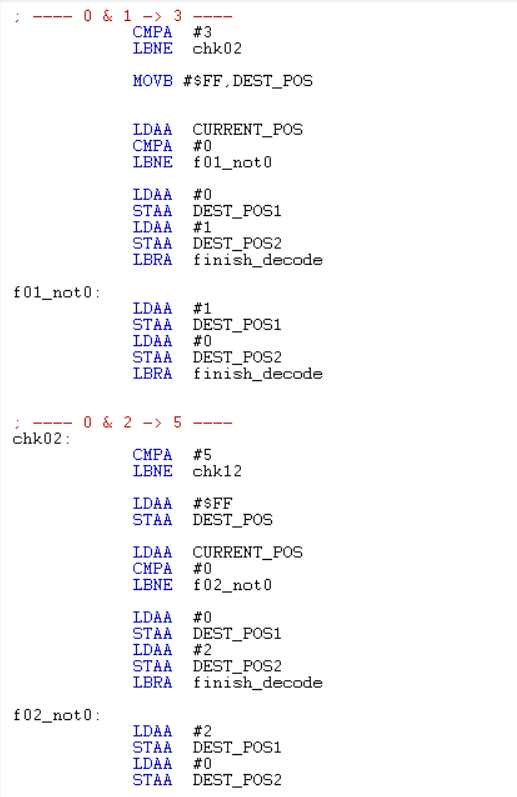 ; ---- 0 & 1 -> 3 ----
CMPA #3
LBNE chk02
MOVB #$FF,DEST_POS
LDAA CURRENT_POS
CMPA #0
LBNE f01_not0
LDAA #0
STAA DEST_POS1
LDAA #1
STAA DEST_POS2
LBRA finish_decode
f01_not0:
LDAA #1
STAA DEST_POS1
LDAA #0
STAA DEST_POS2
LBRA finish_decode
; ---- 0 & 2 -> 5 ----
chk02:
CMPA #5
LBNE chk12
LDAA #$FF
STAA DEST_POS
LDAA CURRENT_POS
CMPA #0
LBNE f02_not0
LDAA #0
STAA DEST_POS1
LDAA #2
STAA DEST_POS2
LBRA finish_decode
f02_not0:
LDAA #2
STAA DEST_POS1
LDAA #0
STAA DEST_POS2